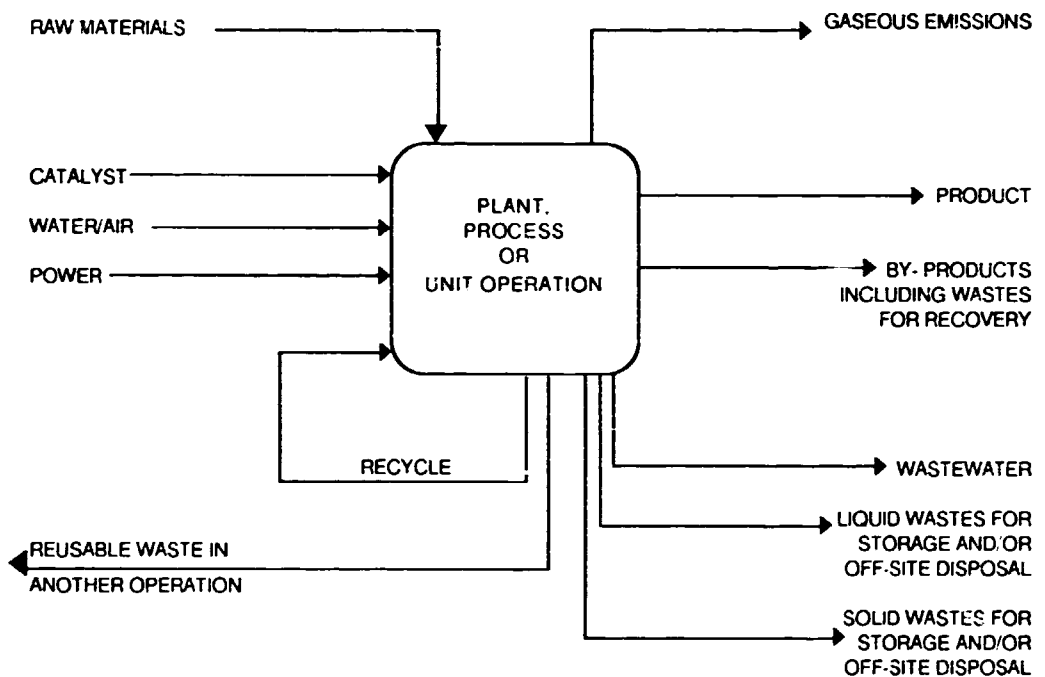 RAW MATERIALS
GASEOUS EMISSIONS
CATALYST
WATER/AIR
POWER
PLANT,
PROCESS
OR
UNIT OPERATION
PRODUCT
BY- PRODUCTS
INCLUDING WASTES
FOR RECOVERY
RECYCLE
WASTEWATER
REUSABLE WASTE IN
ANOTHER OPERATION
LIQUID WASTES FOR
STORAGE AND/OR
OFF-SITE DISPOSAL
SOLID WASTES FOR
STORAGE AND/OR
OFF-SITE DISPOSAL